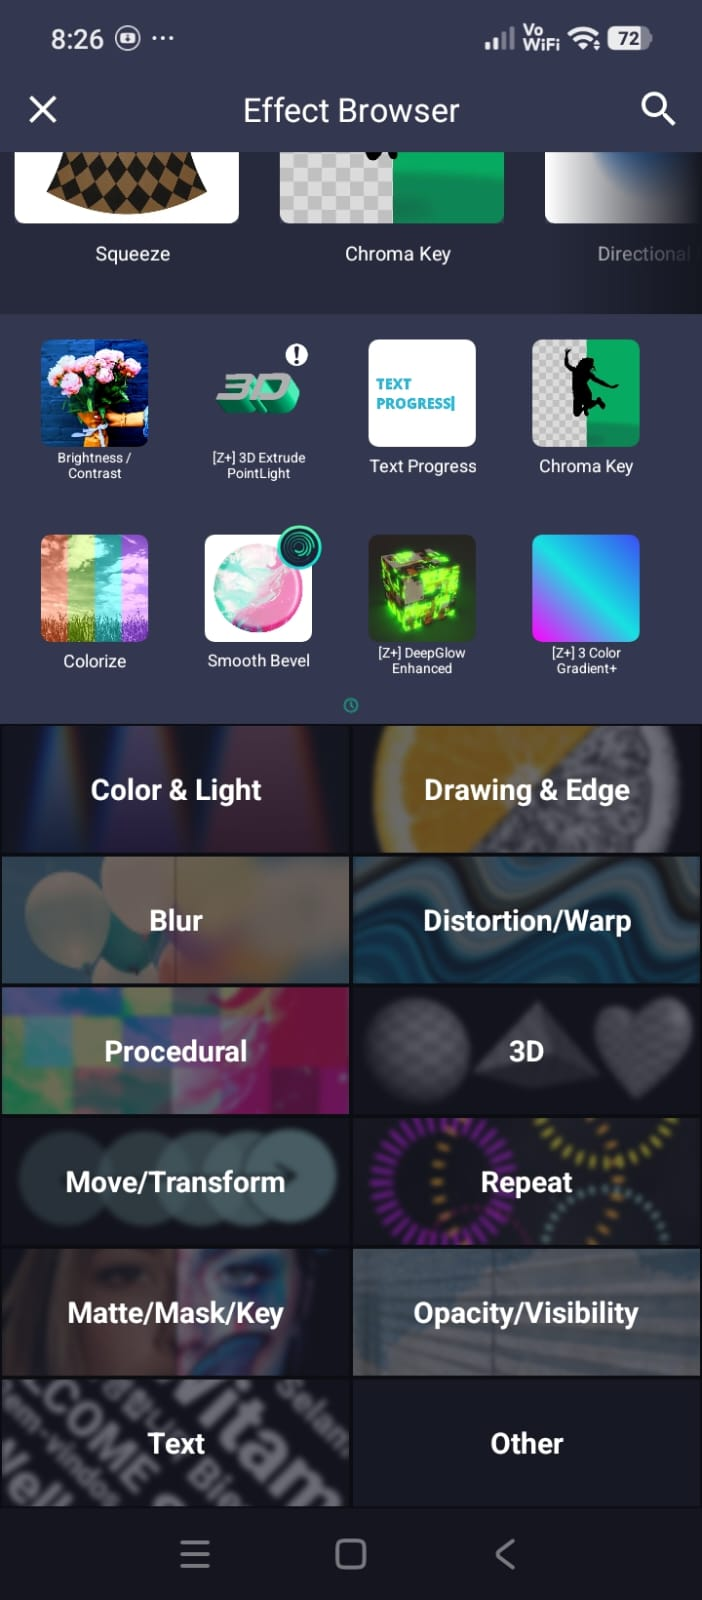 8:26
Vo
WiFi
72
Effect Browser
Squeeze
Chroma Key
Directional
3D
TEXT
PROGRESS
Brightness /
Contrast
[Z+] 3D Extrude
PointLight
Text Progress
Chroma Key
Colorize
Smooth Bevel
[Z+] DeepGlow
Enhanced
[Z+] 3 Color
Gradient+
Color & Light
Drawing & Edge
Blur
Distortion/Warp
Procedural
3D
Move/Transform
Repeat
Matte/Mask/Key
Opacity/Visibility
Text
Other